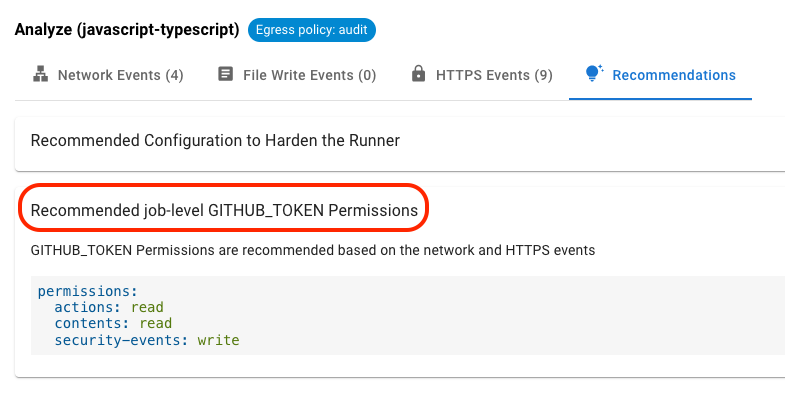 Analyze (javascript-typescript) Egress policy: audit
Network Events (4) File Write Events (0) HTTPS Events (9) Recommendations
Recommended Configuration to Harden the Runner
Recommended job-level GITHUB_TOKEN Permissions
GITHUB_TOKEN Permissions are recommended based on the network and HTTPS events
permissions:
  actions: read
  contents: read
  security-events: write